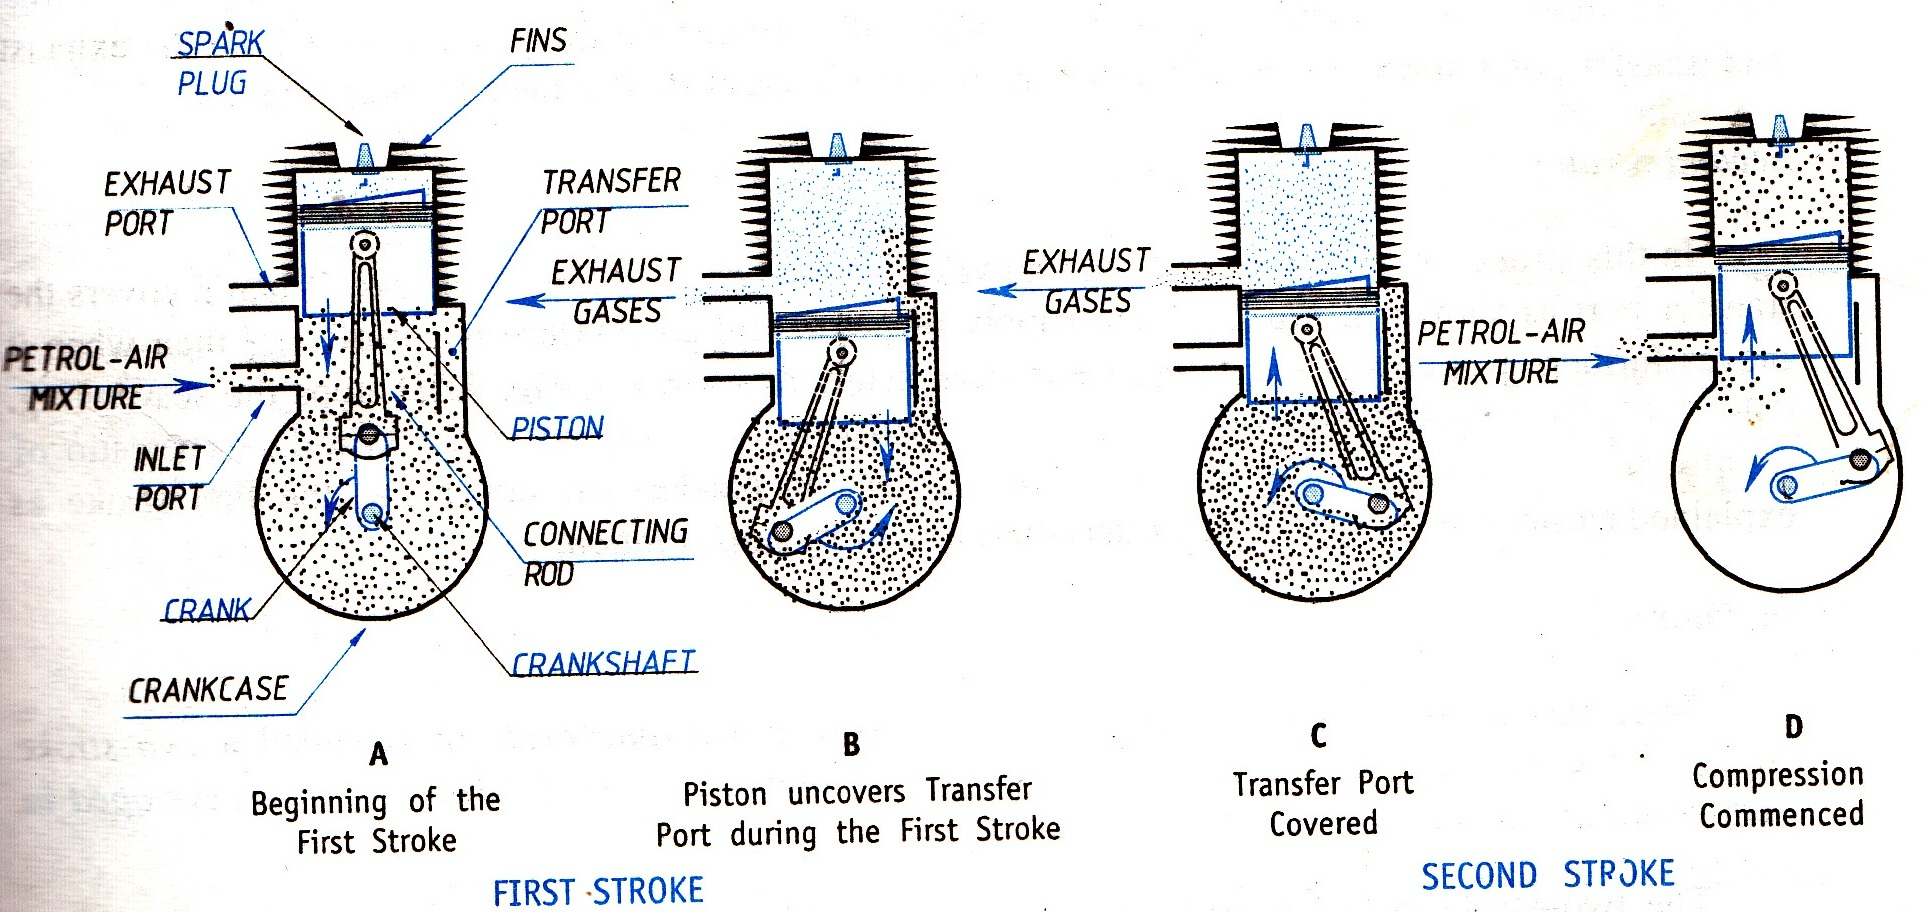 SPARK
PLUG
FINS
EXHAUST
PORT
TRANSFER
PORT
PETROL-AIR
MIXTURE
INLET
PORT
PISTON
CONNECTING
ROD
CRANK
CRANKSHAFT
CRANKCASE
A
Beginning of the
First Stroke
EXHAUST
GASES
B
Piston uncovers Transfer
Port during the First Stroke
FIRST STROKE
EXHAUST
GASES
C
Transfer Port
Covered
PETROL-AIR
MIXTURE
D
Compression
Commenced
SECOND STROKE